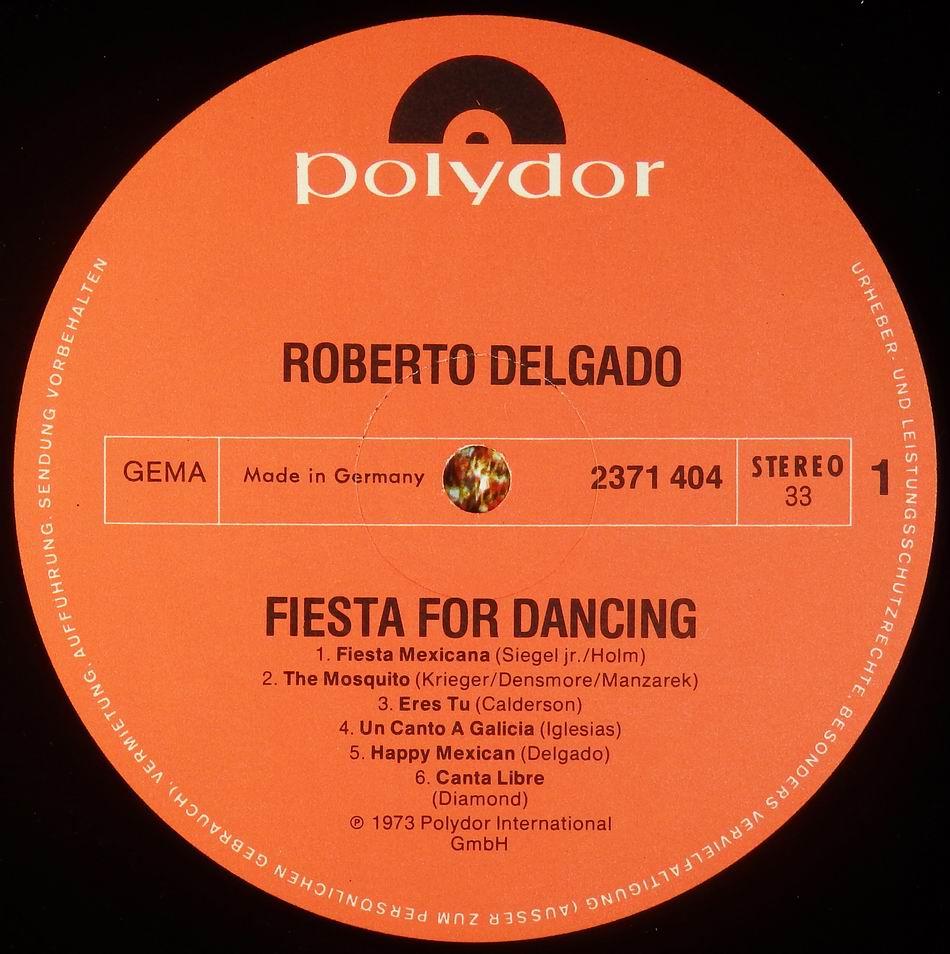 polydor
ROBERTO DELGADO
GEMA
Made in Germany
2371 404
STEREO
33
1
FIESTA FOR DANCING
1. Fiesta Mexicana (Siegel jr./Holm)
2. The Mosquito (Krieger/Densmore/Manzarek)
3. Eres Tu (Calderson)
4. Un Canto A Galicia (Iglesias)
5. Happy Mexican (Delgado)
6. Canta Libre
(Diamond)
℗ 1973 Polydor International
GmbH
URHEBER- UND LEISTUNGSSCHUTZRECHTE, BESONDERS VERVIELFALTIGUNG (AUSSER ZUM PERSÖNLICHEN GEBRAUCH), VERMIETUNG, AUFFÜHRUNG, SENDUNG VORBEHALTEN